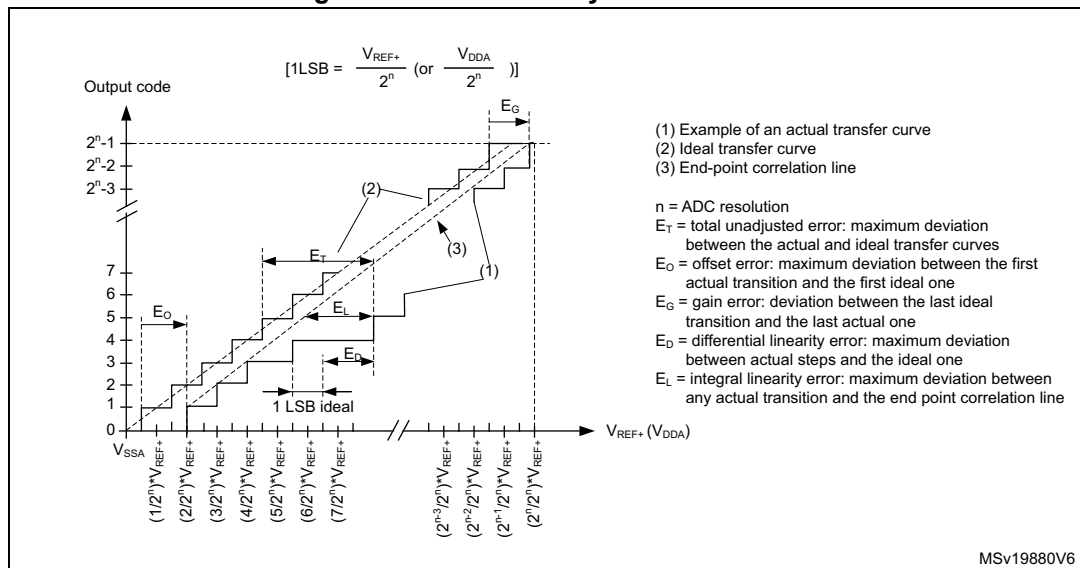 [1LSB = V_REF+ / 2^n (or V_DDA / 2^n )]
Output code
E_G
2^n-1
2^n-2
2^n-3
7
6
5
4
3
2
1
0
(2)
(3)
(1)
E_T
E_L
E_O
E_D
1 LSB ideal
V_SSA
V_REF+ (V_DDA)
(1/2^n)*V_REF+
(2/2^n)*V_REF+
(3/2^n)*V_REF+
(4/2^n)*V_REF+
(5/2^n)*V_REF+
(6/2^n)*V_REF+
(7/2^n)*V_REF+
(2^n-3/2^n)*V_REF+
(2^n-2/2^n)*V_REF+
(2^n-1/2^n)*V_REF+
(2^n/2^n)*V_REF+
(1) Example of an actual transfer curve
(2) Ideal transfer curve
(3) End-point correlation line
n = ADC resolution
E_T = total unadjusted error: maximum deviation
between the actual and ideal transfer curves
E_O = offset error: maximum deviation between the first
actual transition and the first ideal one
E_G = gain error: deviation between the last ideal
transition and the last actual one
E_D = differential linearity error: maximum deviation
between actual steps and the ideal one
E_L = integral linearity error: maximum deviation between
any actual transition and the end point correlation line
MSv19880V6